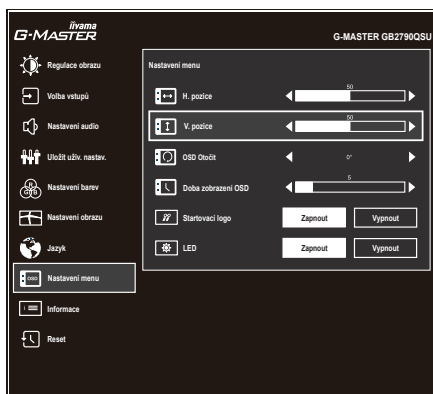 iiyama
G-MASTER
G-MASTER GB2790QSU
Regulace obrazu
Volba vstupů
Nastavení audio
Uložit uživ. nastav.
Nastavení barev
R
G B
Nastavení obrazu
Jazyk
OSD
Nastavení menu
Informace
Reset
Nastavení menu
H. pozice
50
V. pozice
50
OSD Otočit
0°
Doba zobrazení OSD
5
Startovací logo
Zapnout
Vypnout
LED
Zapnout
Vypnout